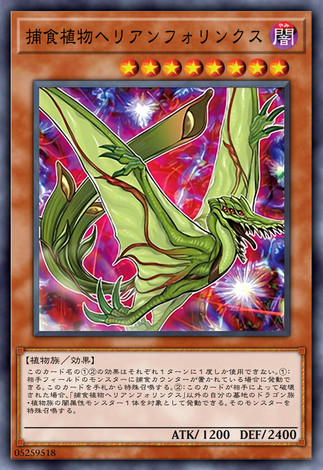 捕食植物ヘリアンフォリンクス
やみ
闇
【植物族／効果】
このカード名の①②の効果はそれぞれ１ターンに１度しか使用できない。①：
相手フィールドのモンスターに捕食カウンターが置かれている場合に発動で
きる。このカードを手札から特殊召喚する。②：このカードが相手によって破壊
された場合、「捕食植物ヘリアンフォリンクス」以外の自分の墓地のドラゴン族
・植物族の闇属性モンスター１体を対象として発動できる。そのモンスターを
特殊召喚する。
ATK/1200 DEF/2400
05259518